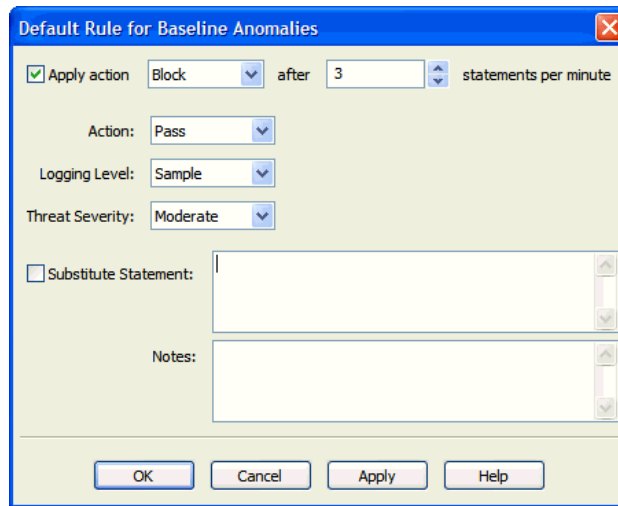 Default Rule for Baseline Anomalies
Apply action Block after 3 statements per minute
Action: Pass
Logging Level: Sample
Threat Severity: Moderate
Substitute Statement:
Notes:
OK Cancel Apply Help